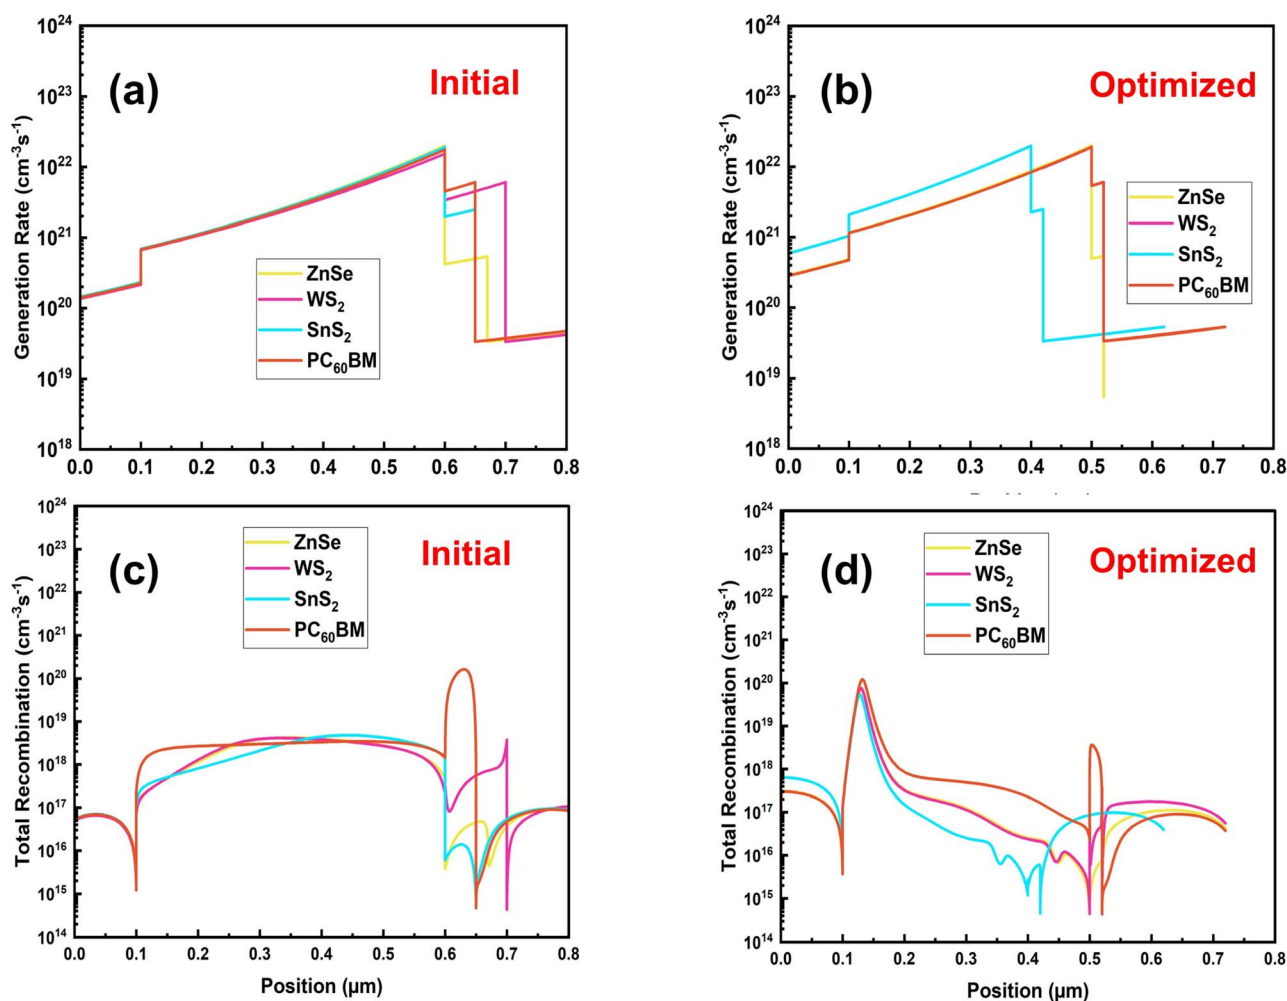 (a)
Initial
Generation Rate (cm⁻³s⁻¹)
10²⁴
10²³
10²²
10²¹
10²⁰
10¹⁹
10¹⁸
ZnSe
WS₂
SnS₂
PC₆₀BM
0.0 0.1 0.2 0.3 0.4 0.5 0.6 0.7 0.8
(b)
Optimized
Generation Rate (cm⁻³s⁻¹)
10²⁴
10²³
10²²
10²¹
10²⁰
10¹⁹
10¹⁸
ZnSe
WS₂
SnS₂
PC₆₀BM
0.0 0.1 0.2 0.3 0.4 0.5 0.6 0.7 0.8
(c)
Initial
Total Recombination (cm⁻³s⁻¹)
10²⁴
10²³
10²²
10²¹
10²⁰
10¹⁹
10¹⁸
10¹⁷
10¹⁶
10¹⁵
10¹⁴
ZnSe
WS₂
SnS₂
PC₆₀BM
0.0 0.1 0.2 0.3 0.4 0.5 0.6 0.7 0.8
Position (µm)
(d)
Optimized
Total Recombination (cm⁻³s⁻¹)
10²⁴
10²³
10²²
10²¹
10²⁰
10¹⁹
10¹⁸
10¹⁷
10¹⁶
10¹⁵
10¹⁴
ZnSe
WS₂
SnS₂
PC₆₀BM
0.0 0.1 0.2 0.3 0.4 0.5 0.6 0.7 0.8
Position (µm)